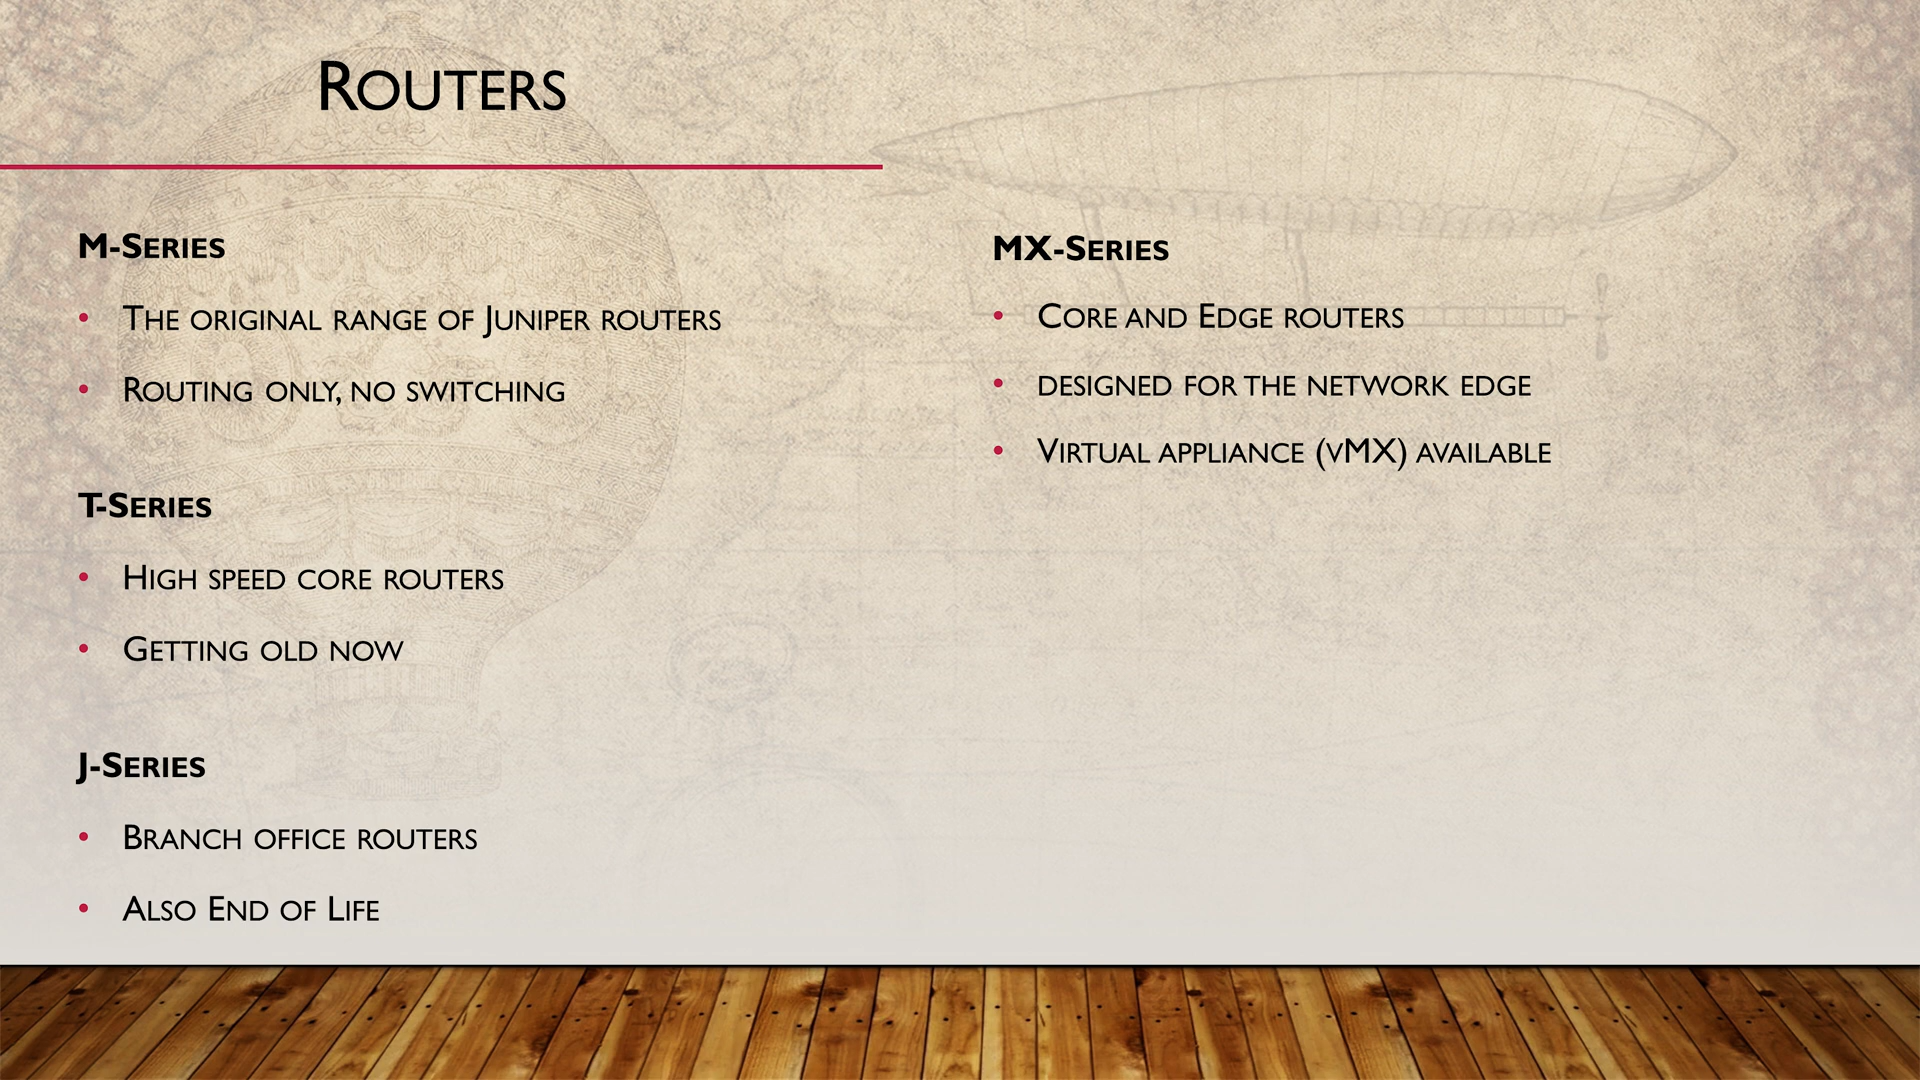 Routers
M-Series
• The original range of Juniper routers
• Routing only, no switching
T-Series
• High speed core routers
• Getting old now
J-Series
• Branch office routers
• Also End of Life
MX-Series
• Core and Edge routers
• designed for the network edge
• Virtual appliance (vMX) available